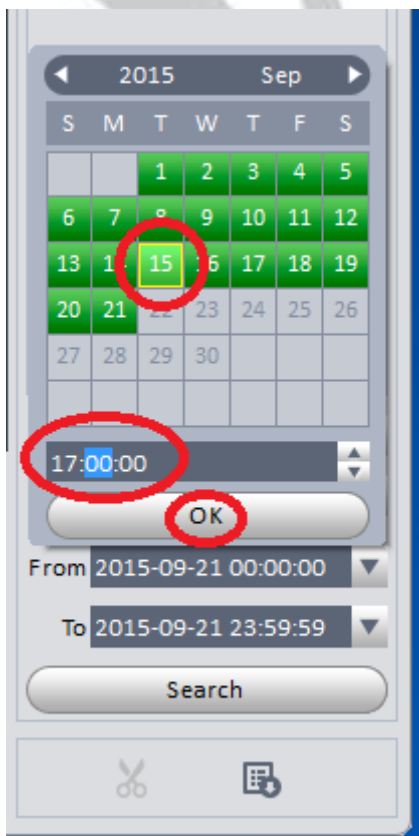 2015 Sep
S M T W T F S
1 2 3 4 5
6 7 8 9 10 11 12
13 14 15 16 17 18 19
20 21 22 23 24 25 26
27 28 29 30
17:00:00
OK
From 2015-09-21 00:00:00
To 2015-09-21 23:59:59
Search